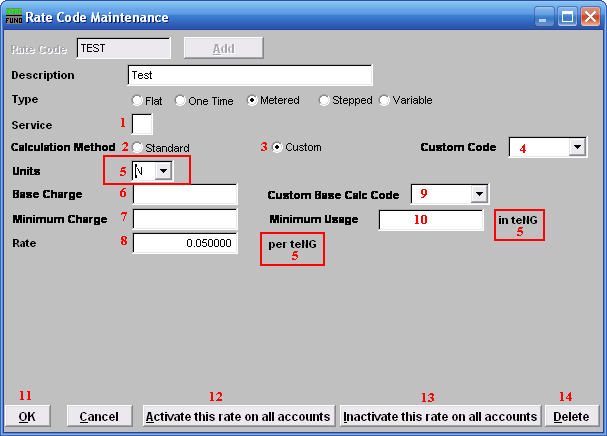 FUND Rate Code Maintenance
Rate Code TEST Add
Description Test
Type Flat One Time Metered Stepped Variable
Service 1
Calculation Method 2 Standard 3 Custom Custom Code 4
Units 5 N
Base Charge 6 Custom Base Calc Code 9
Minimum Charge 7 Minimum Usage 10 in teNG 5
Rate 8 0.050000 per teNG 5
11 12 13 14
OK Cancel Activate this rate on all accounts Inactivate this rate on all accounts Delete